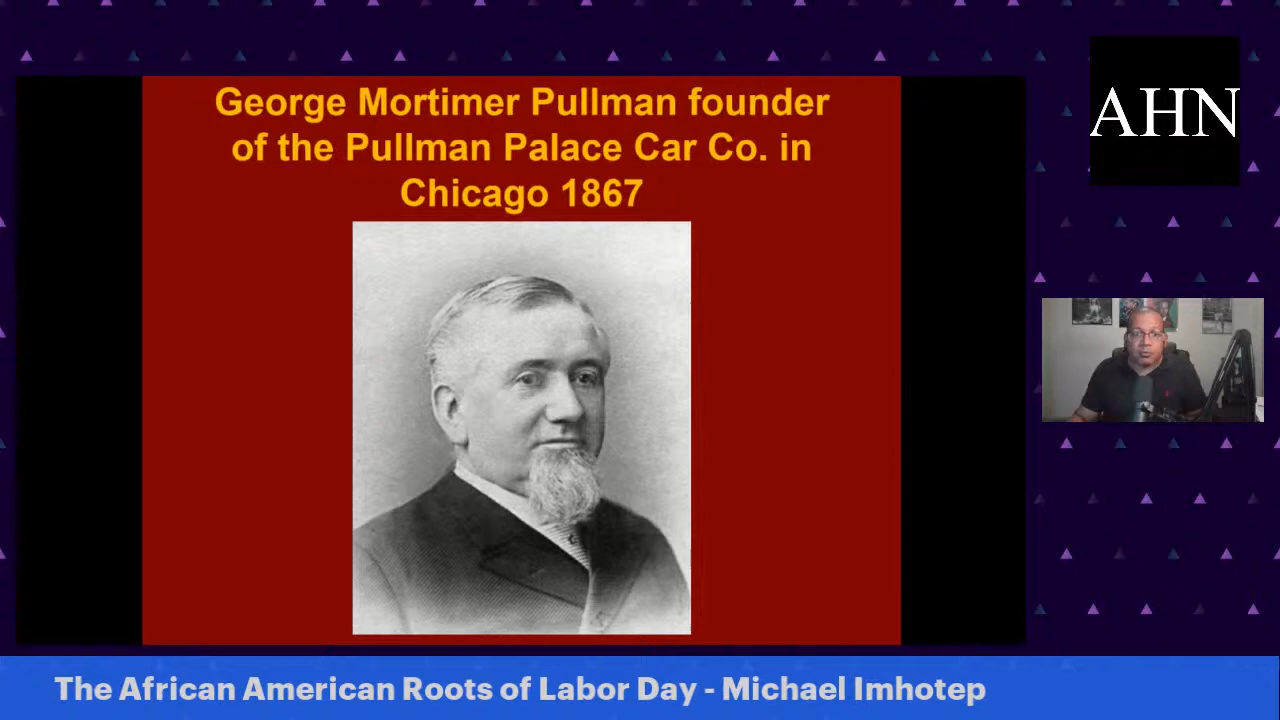 George Mortimer Pullman founder
of the Pullman Palace Car Co. in
Chicago 1867
AHN
The African American Roots of Labor Day - Michael Imhotep